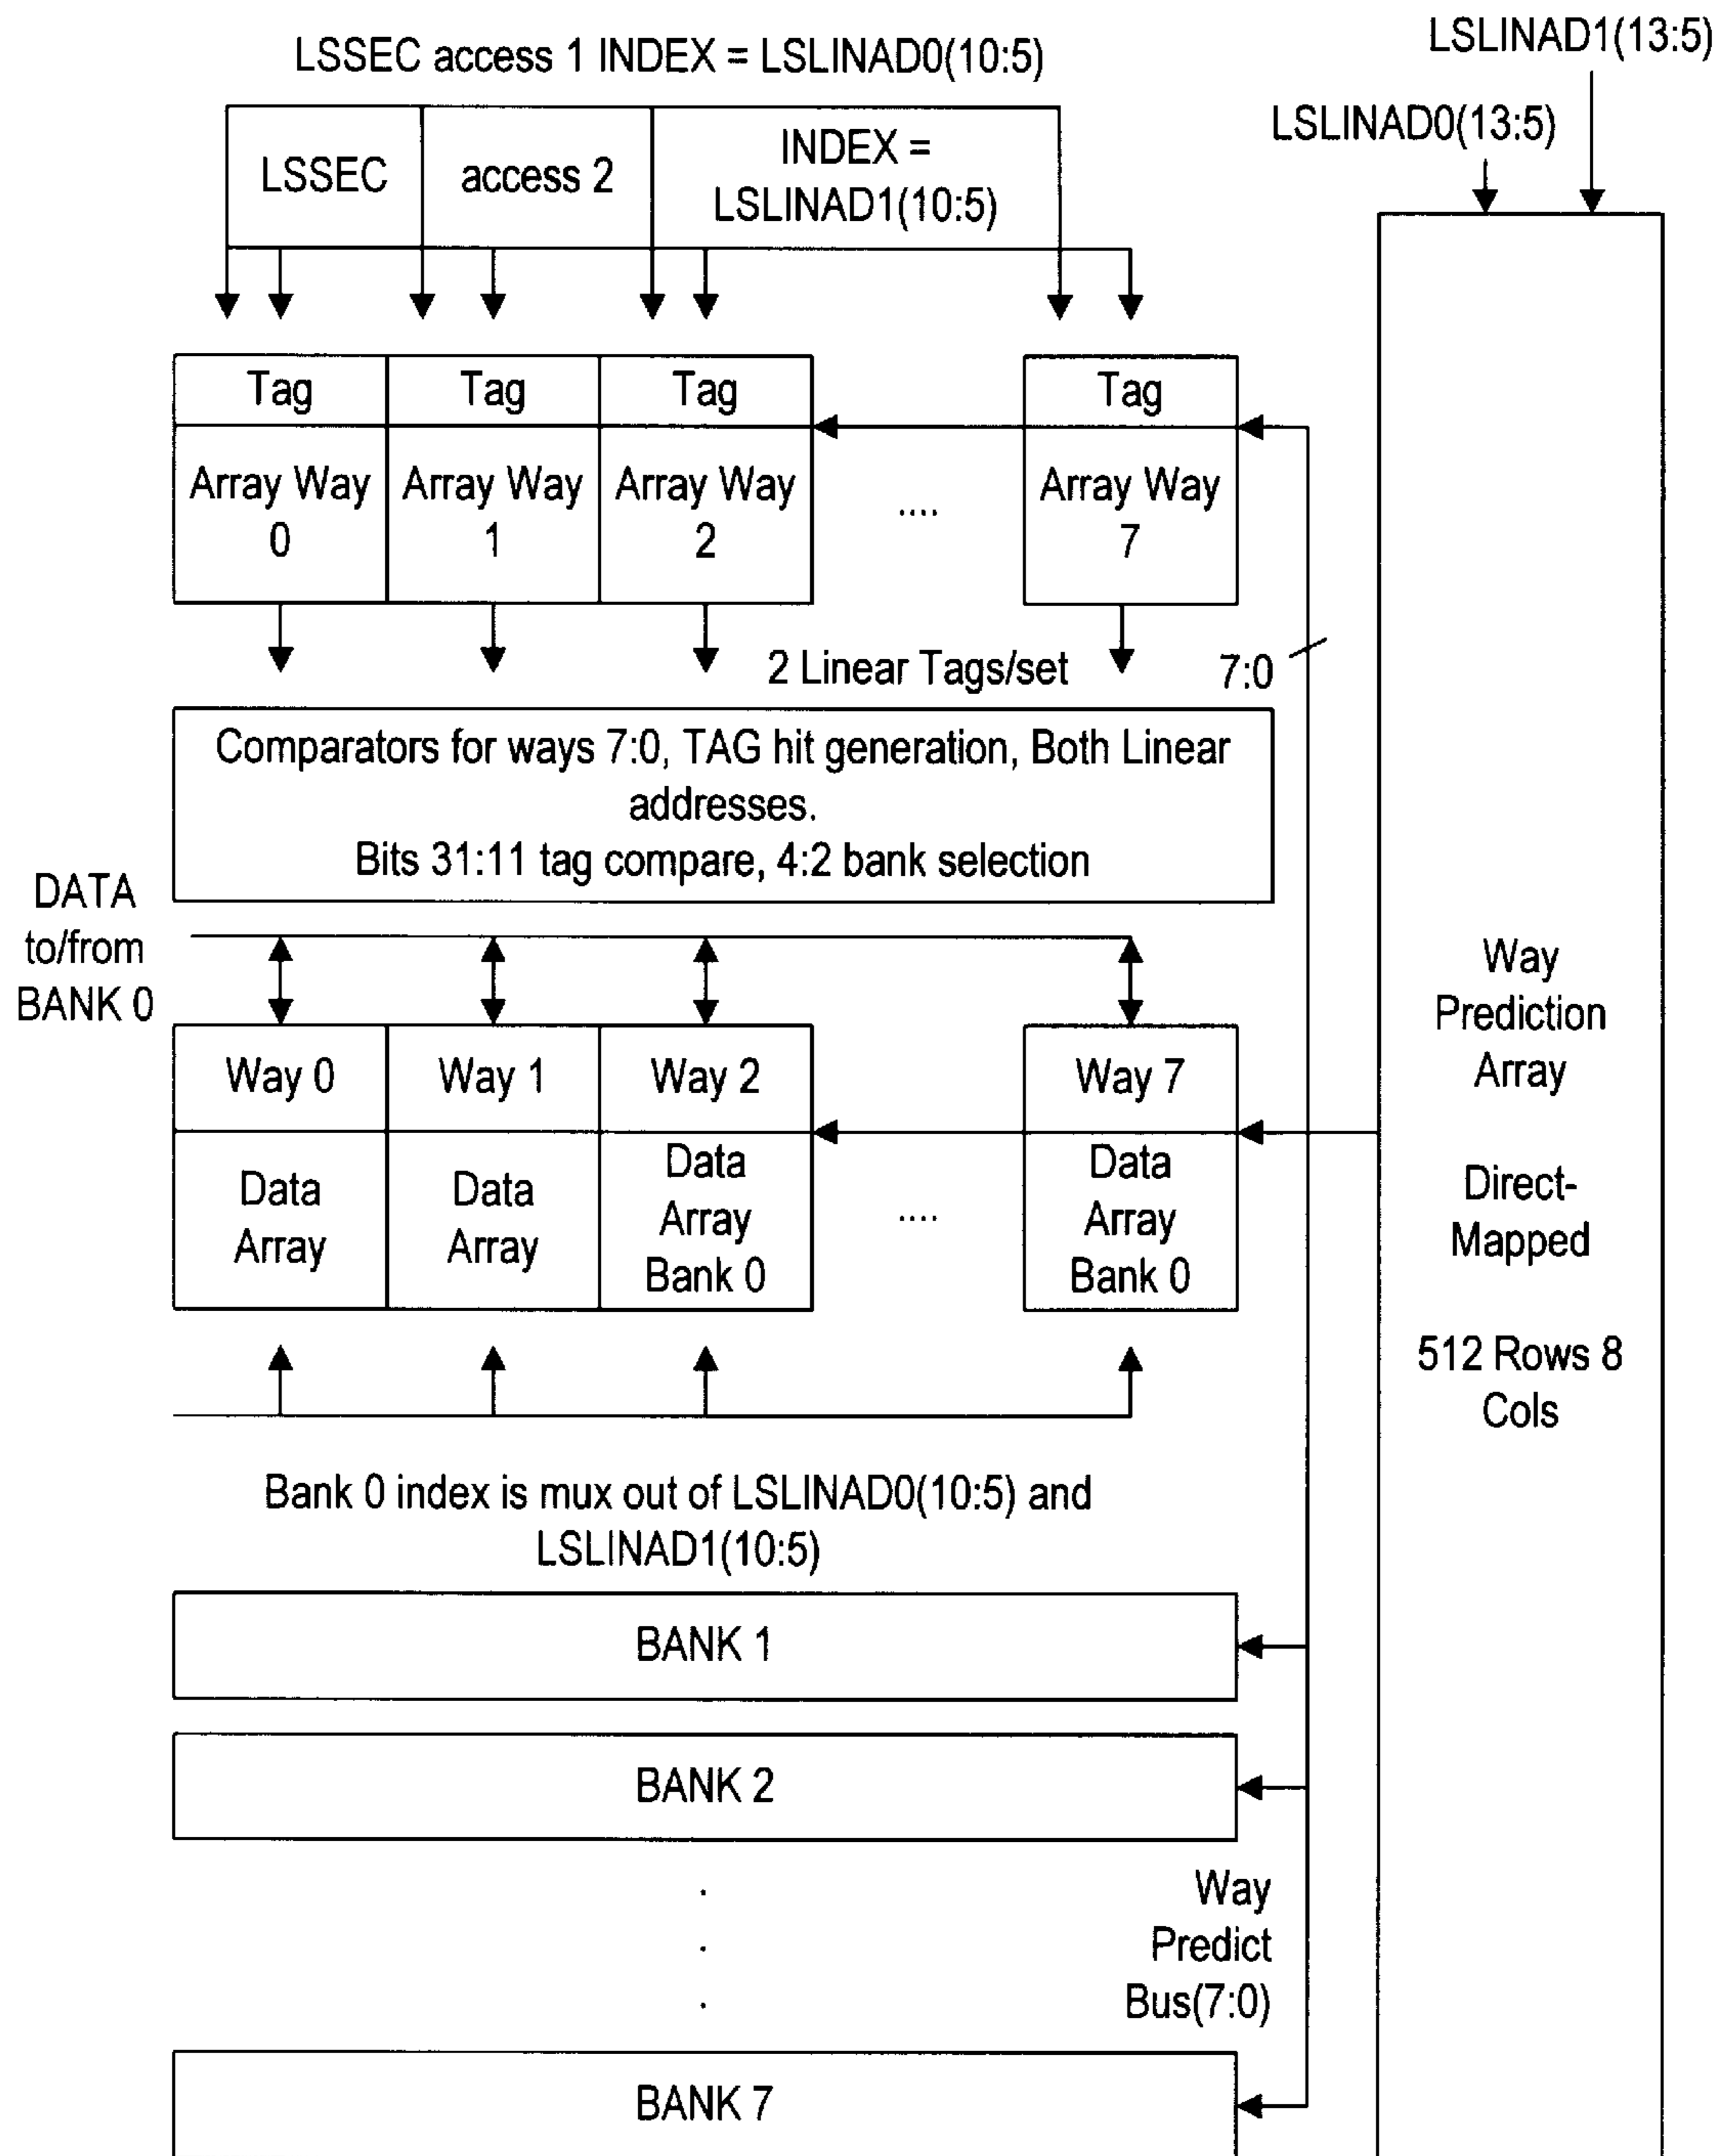 LSLINAD1(13:5)
LSSEC access 1 INDEX = LSLINAD0(10:5)
LSLINAD0(13:5)
LSSEC
access 2
INDEX =
LSLINAD1(10:5)
Tag
Tag
Tag
Tag
Array Way
0
Array Way
1
Array Way
2
....
Array Way
7
2 Linear Tags/set
7:0
Comparators for ways 7:0, TAG hit generation, Both Linear
addresses.
Bits 31:11 tag compare, 4:2 bank selection
DATA
to/from
BANK 0
Way 0
Way 1
Way 2
Way 7
Data
Array
Data
Array
Data
Array
Bank 0
....
Data
Array
Bank 0
Way
Prediction
Array
Direct-
Mapped
512 Rows 8
Cols
Bank 0 index is mux out of LSLINAD0(10:5) and
LSLINAD1(10:5)
BANK 1
BANK 2
.
.
.
Way
Predict
Bus(7:0)
BANK 7